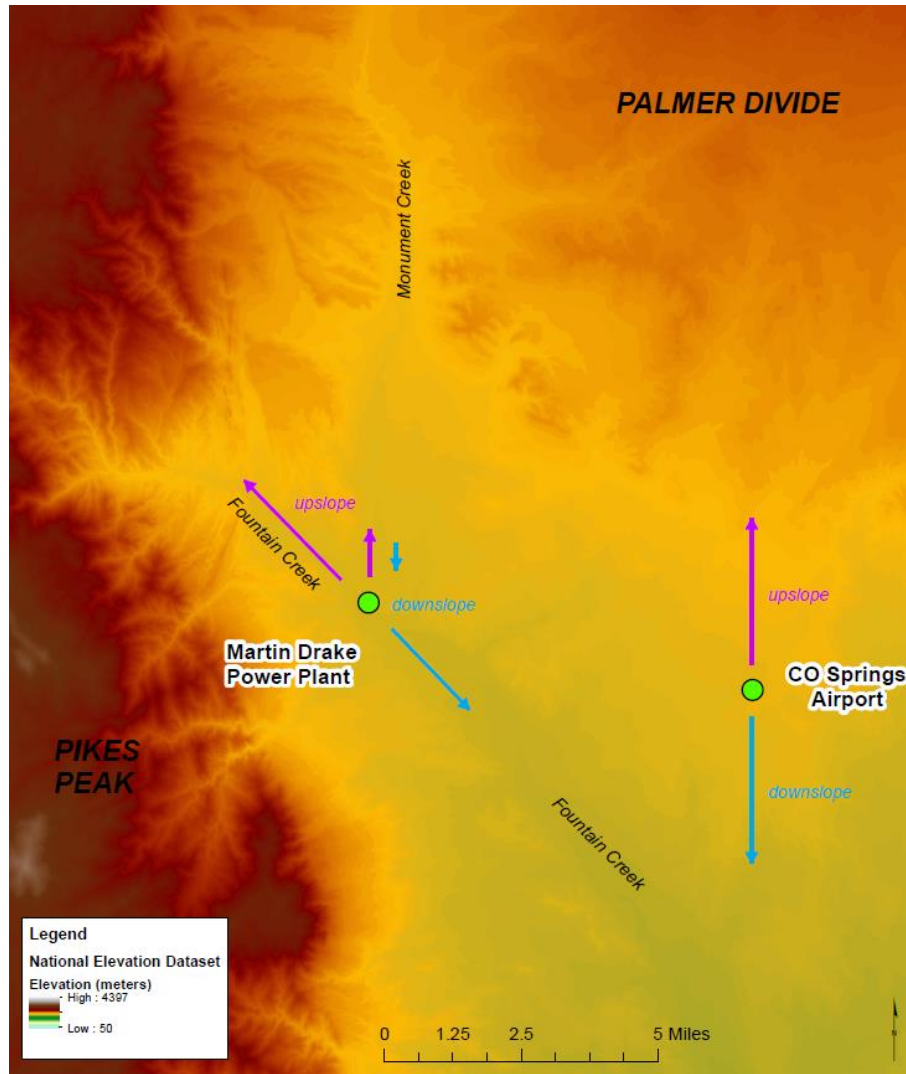 PALMER DIVIDE
Monument Creek
upslope
Fountain Creek
downslope
Martin Drake
Power Plant
upslope
CO Springs
Airport
downslope
PIKES
PEAK
Fountain Creek
Legend
National Elevation Dataset
Elevation (meters)
High : 4397
Low : 50
0 1.25 2.5 5 Miles
N